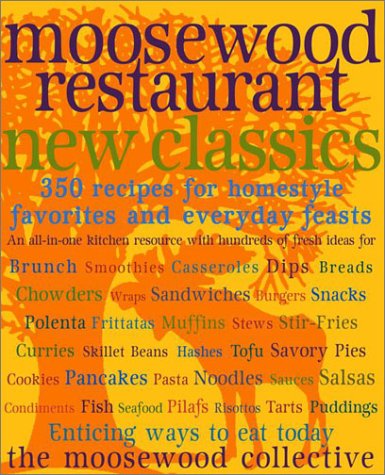 moosewood
restaurant
new classics
350 recipes for homestyle
favorites and everyday feasts
An all-in-one kitchen resource with hundreds of fresh ideas for
Brunch Smoothies Casseroles Dips Breads
Chowders Wraps Sandwiches Burgers Snacks
Polenta Frittatas Muffins Stews Stir-Fries
Curries Skillet Beans Hashes Tofu Savory Pies
Cookies Pancakes Pasta Noodles Sauces Salsas
Condiments Fish Seafood Pilafs Risottos Tarts Puddings
Enticing ways to eat today
the moosewood collective